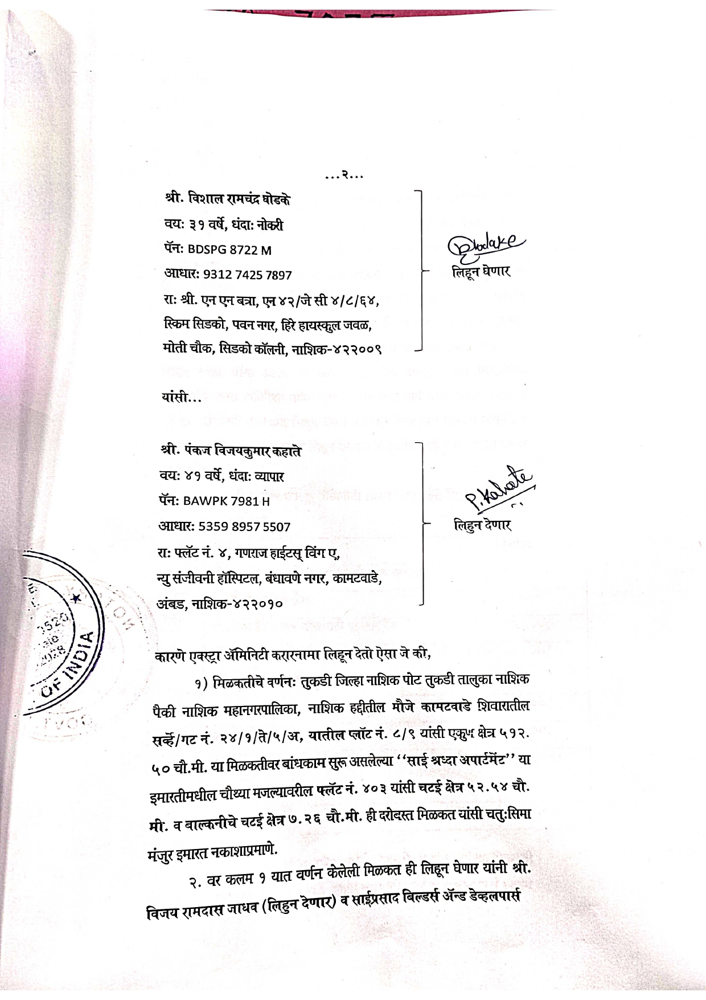 ...२...
श्री. विशाल रामचंद्र घोडके
वय: ३१ वर्षे, धंदा: नोकरी
पॅन: BDSPG 8722 M
आधार: 9312 7425 7897
रा: श्री. एन एन बत्रा, एन ४२/जे सी ४/८/६४,
स्किम सिडको, पवन नगर, हिरे हायस्कुल जवळ,
मोती चौक, सिडको कॉलनी, नाशिक-४२२००९
Ghodake
लिहून घेणार
यांसी...
श्री. पंकज विजयकुमार कहाते
वय: ४१ वर्षे, धंदा: व्यापार
पॅन: BAWPK 7981 H
आधार: 5359 8957 5507
रा: फ्लॅट नं. ४, गणराज हाईटस् विंग ए,
न्यु संजीवनी हॉस्पिटल, बंधावणे नगर, कामटवाडे,
अंबड, नाशिक-४२२०१०
P. Kahate
लिहुन देणार
OF INDIA
कारणे एक्स्ट्रा ॲमिनिटी करारनामा लिहून देतो ऐसा जे की,
१) मिळकतीचे वर्णन: तुकडी जिल्हा नाशिक पोट तुकडी तालुका नाशिक
पैकी नाशिक महानगरपालिका, नाशिक हद्दीतील मौजे कामटवाडे शिवारातील
सर्व्हे/गट नं. २४/१/ते/५/अ, यातील प्लॉट नं. ८/९ यांसी एकुण क्षेत्र ५१२.
५० चौ.मी. या मिळकतीवर बांधकाम सुरू असलेल्या ‘‘साई श्रध्दा अपार्टमेंट’’ या
इमारतीमधील चौथ्या मजल्यावरील फ्लॅट नं. ४०३ यांसी चटई क्षेत्र ५२.५४ चौ.
मी. व बाल्कनीचे चटई क्षेत्र ७.२६ चौ.मी. ही दरोबस्त मिळकत यांसी चतु:सिमा
मंजुर इमारत नकाशाप्रमाणे.
२. वर कलम १ यात वर्णन केलेली मिळकत ही लिहून घेणार यांनी श्री.
विजय रामदास जाधव (लिहुन देणार) व साईप्रसाद बिल्डर्स ॲन्ड डेव्हलपार्स